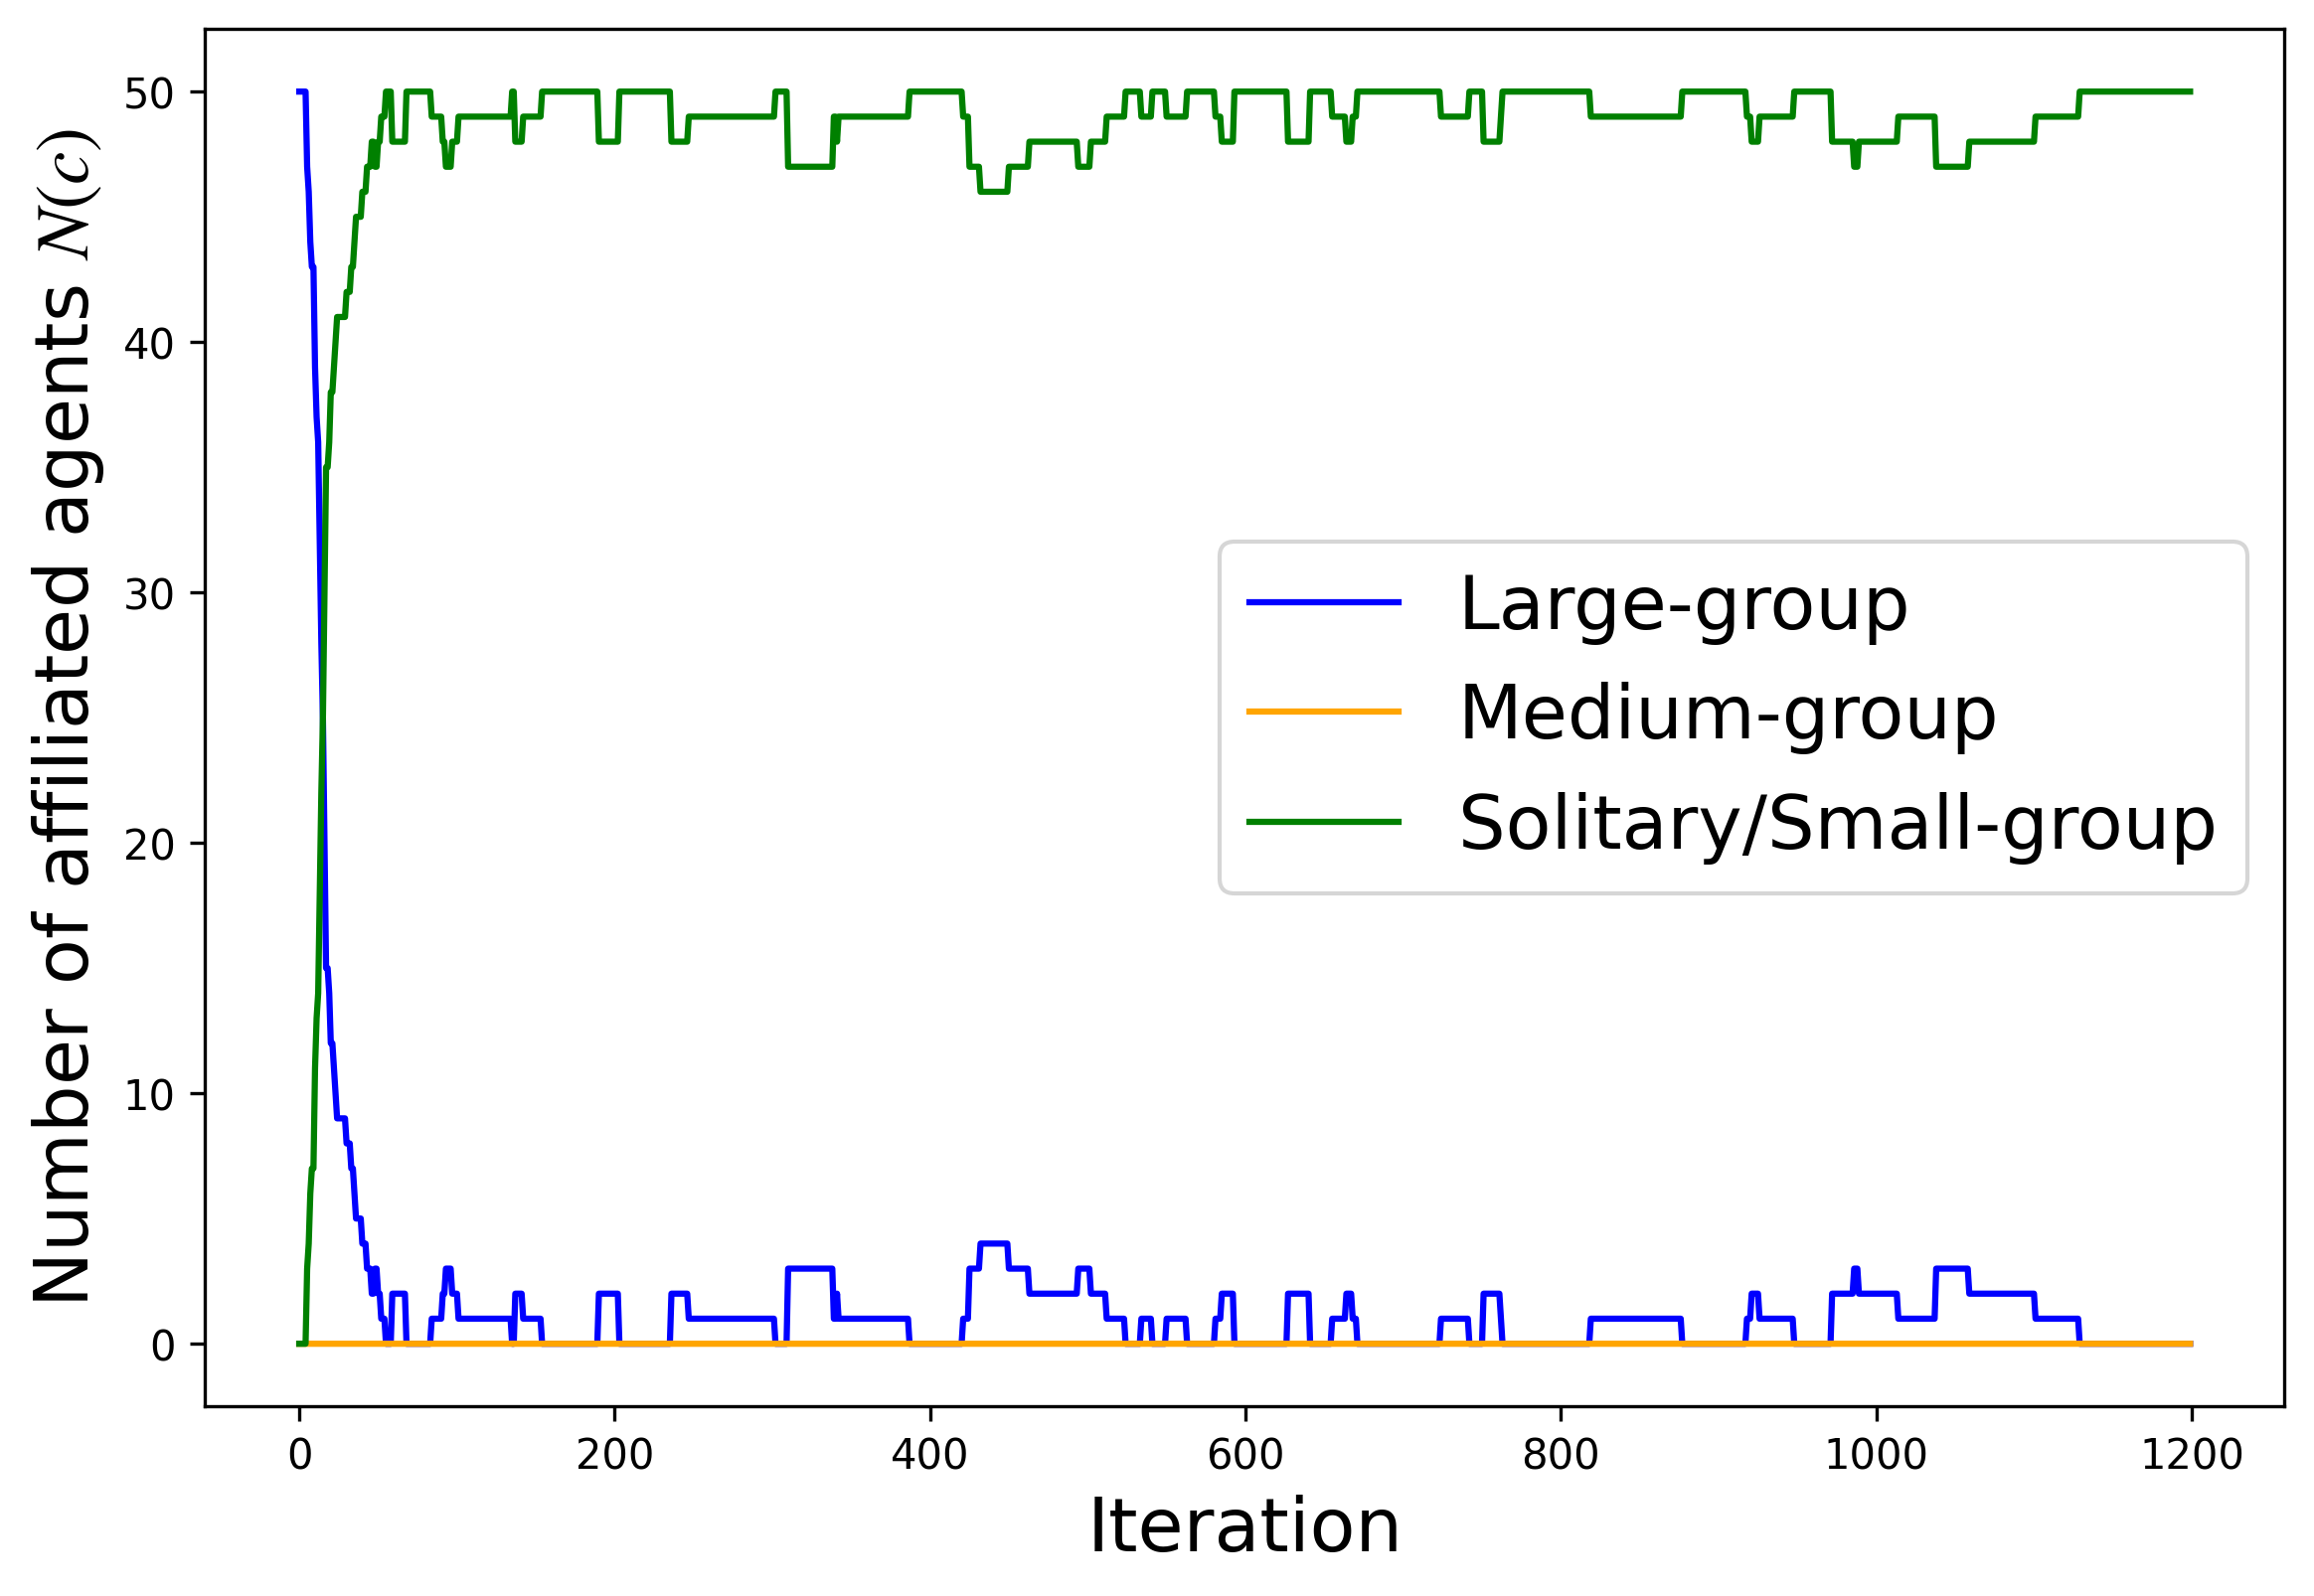 Number of affiliated agents N(c)
50
40
30
20
10
0
Large-group
Medium-group
Solitary/Small-group
0 200 400 600 800 1000 1200
Iteration